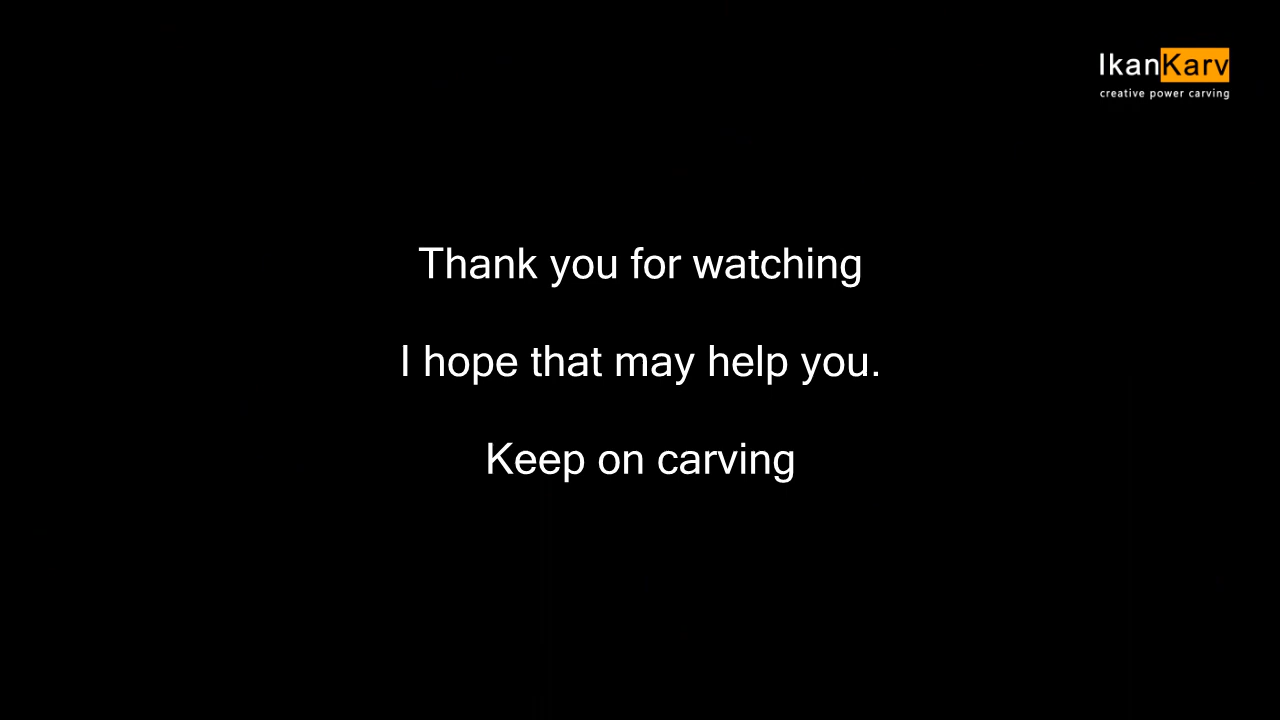 IkanKarv
creative power carving
Thank you for watching
I hope that may help you.
Keep on carving